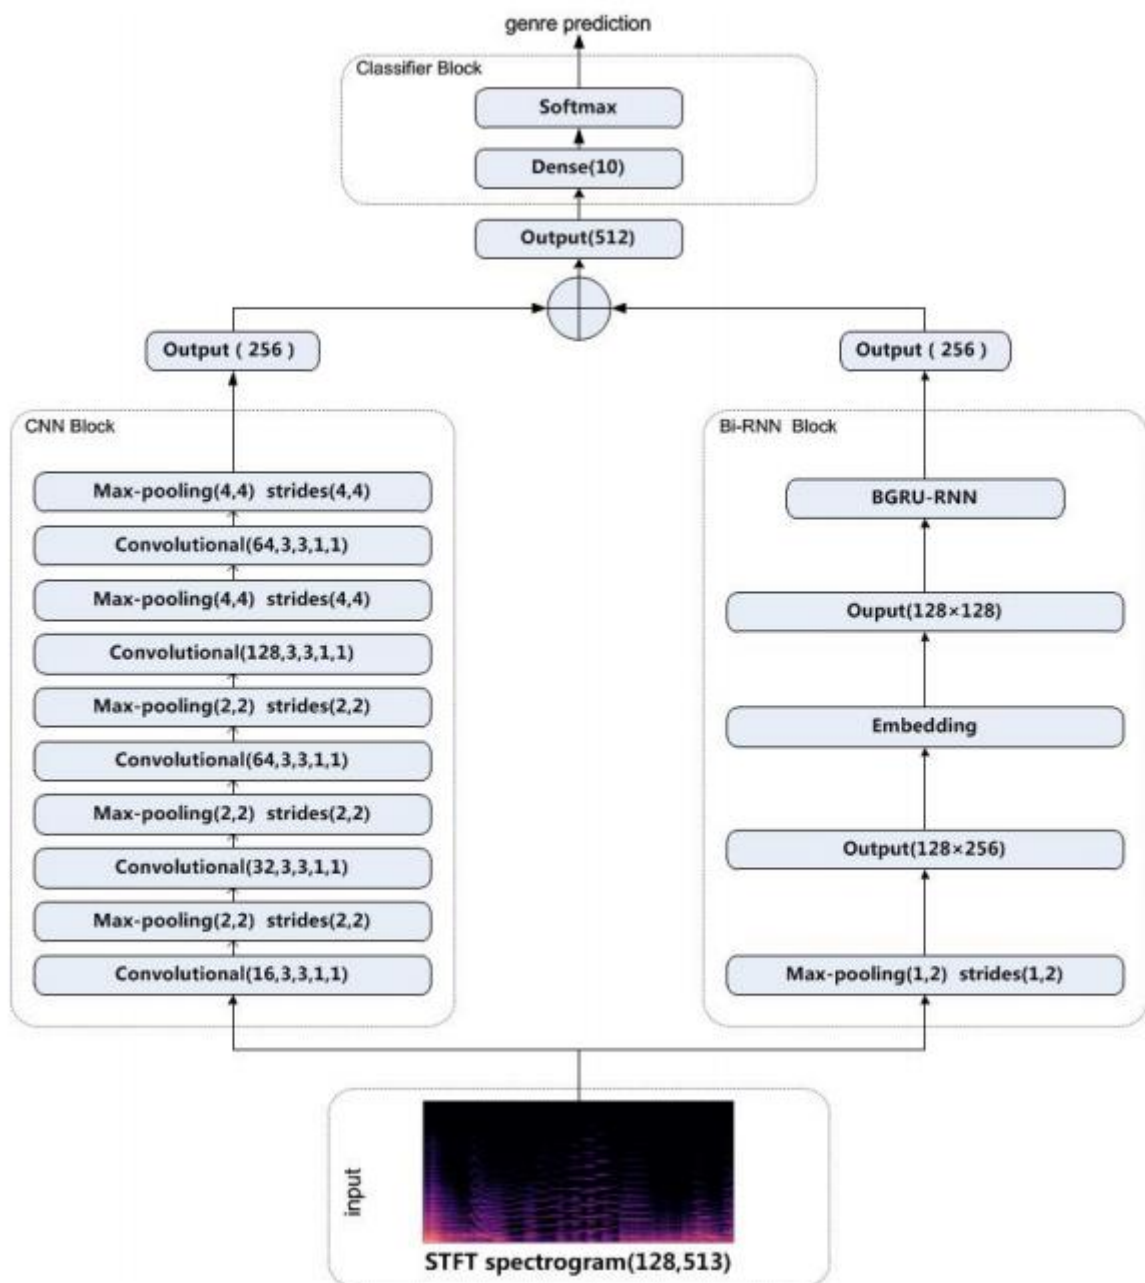 genre prediction
Classifier Block
Softmax
Dense(10)
Output(512)
Output ( 256 )
Output ( 256 )
CNN Block
Max-pooling(4,4) strides(4,4)
Convolutional(64,3,3,1,1)
Max-pooling(4,4) strides(4,4)
Convolutional(128,3,3,1,1)
Max-pooling(2,2) strides(2,2)
Convolutional(64,3,3,1,1)
Max-pooling(2,2) strides(2,2)
Convolutional(32,3,3,1,1)
Max-pooling(2,2) strides(2,2)
Convolutional(16,3,3,1,1)
Bi-RNN Block
BGRU-RNN
Ouput(128×128)
Embedding
Output(128×256)
Max-pooling(1,2) strides(1,2)
input
STFT spectrogram(128,513)